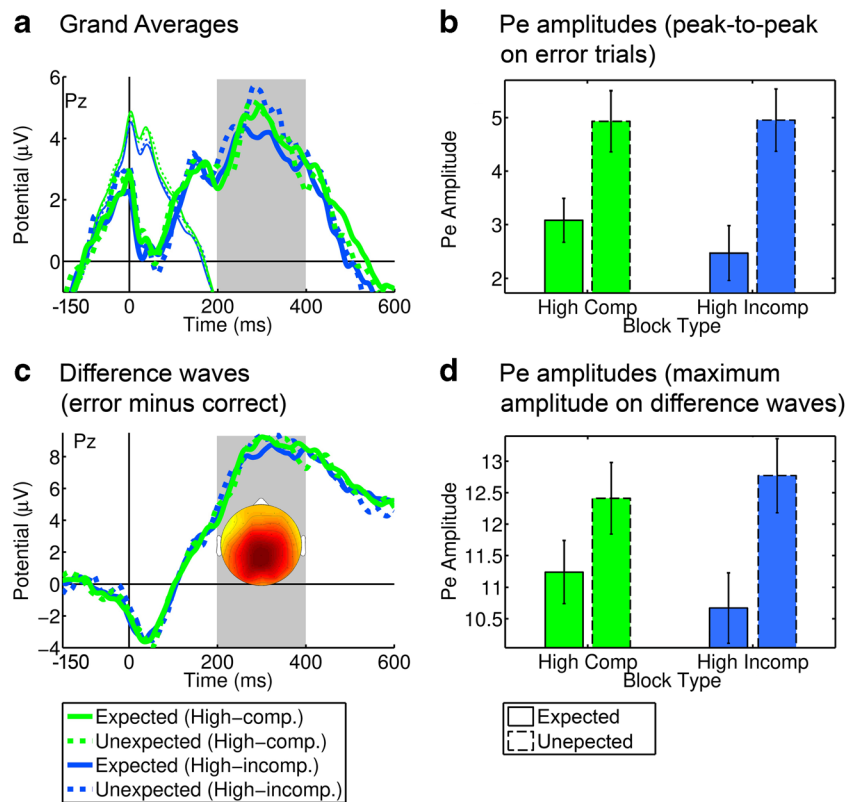 a Grand Averages
Pz
Potential (µV)
6
4
2
0
-150 0 200 400 600
Time (ms)
b Pe amplitudes (peak-to-peak
on error trials)
Pe Amplitude
5
4
3
2
High Comp High Incomp
Block Type
c Difference waves
(error minus correct)
Pz
Potential (µV)
8
6
4
2
0
−2
−4
-150 0 200 400 600
Time (ms)
d Pe amplitudes (maximum
amplitude on difference waves)
Pe Amplitude
13
12.5
12
11.5
11
10.5
High Comp High Incomp
Block Type
Expected (High−comp.)
Unexpected (High−comp.)
Expected (High−incomp.)
Unexpected (High−incomp.)
Expected
Unepected